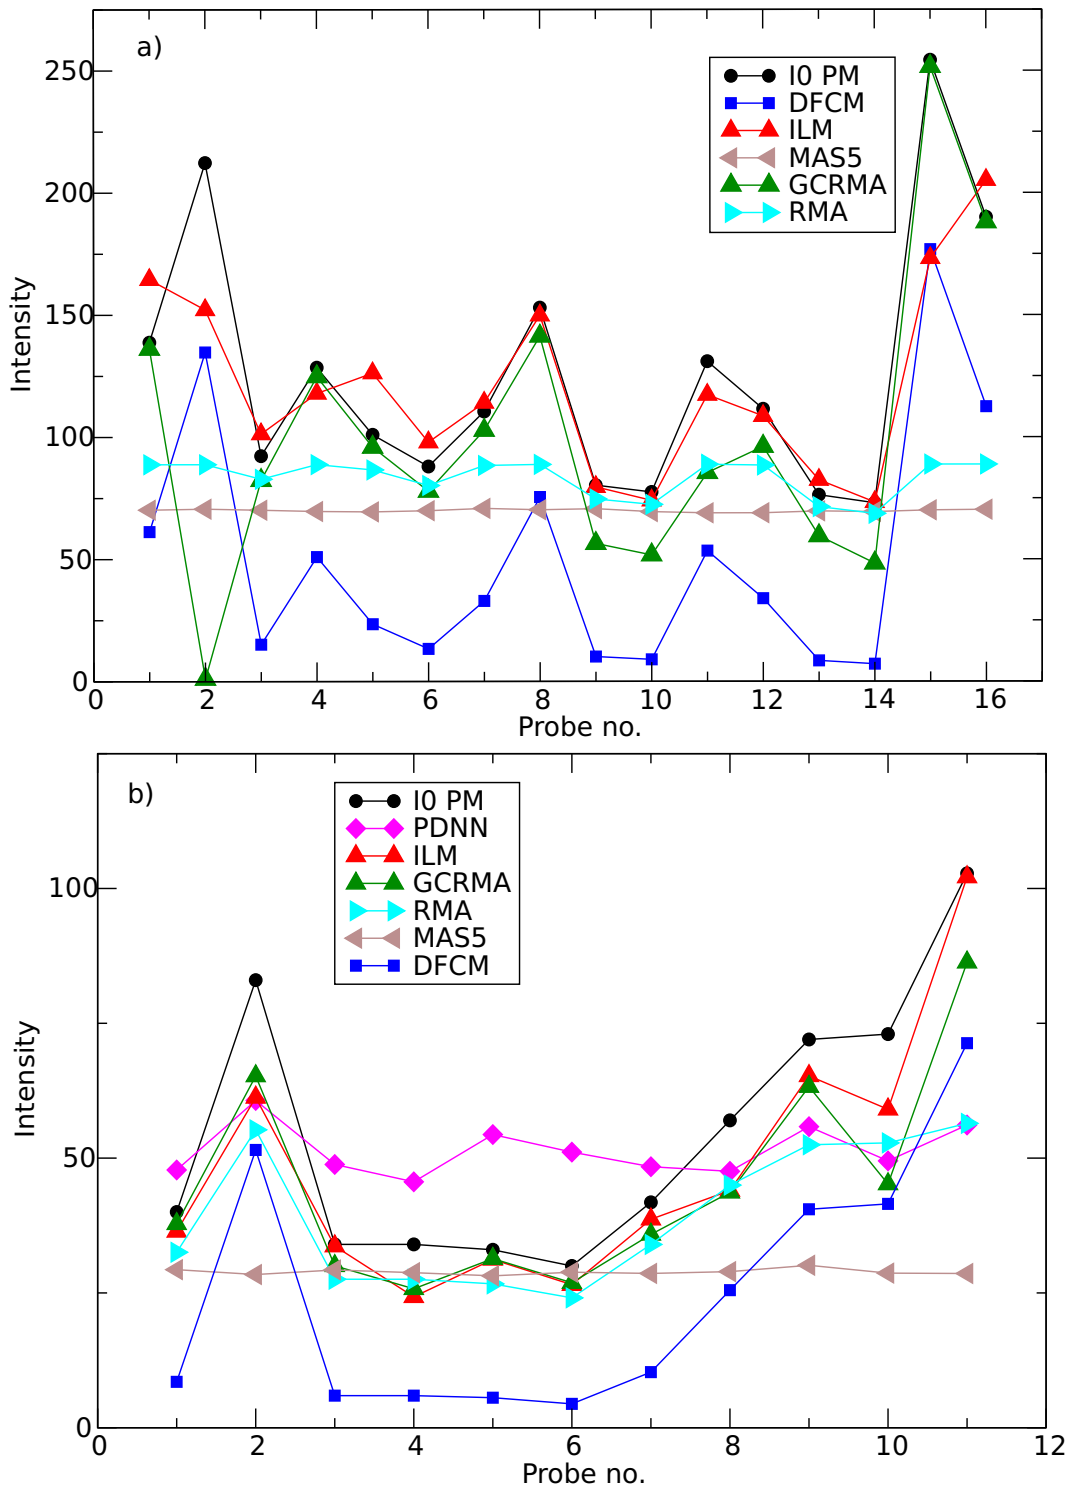 a)
250
200
150
100
50
0
Intensity
I0 PM
DFCM
ILM
MAS5
GCRMA
RMA
0 2 4 6 8 10 12 14 16
Probe no.
b)
100
50
0
Intensity
I0 PM
PDNN
ILM
GCRMA
RMA
MAS5
DFCM
0 2 4 6 8 10 12
Probe no.